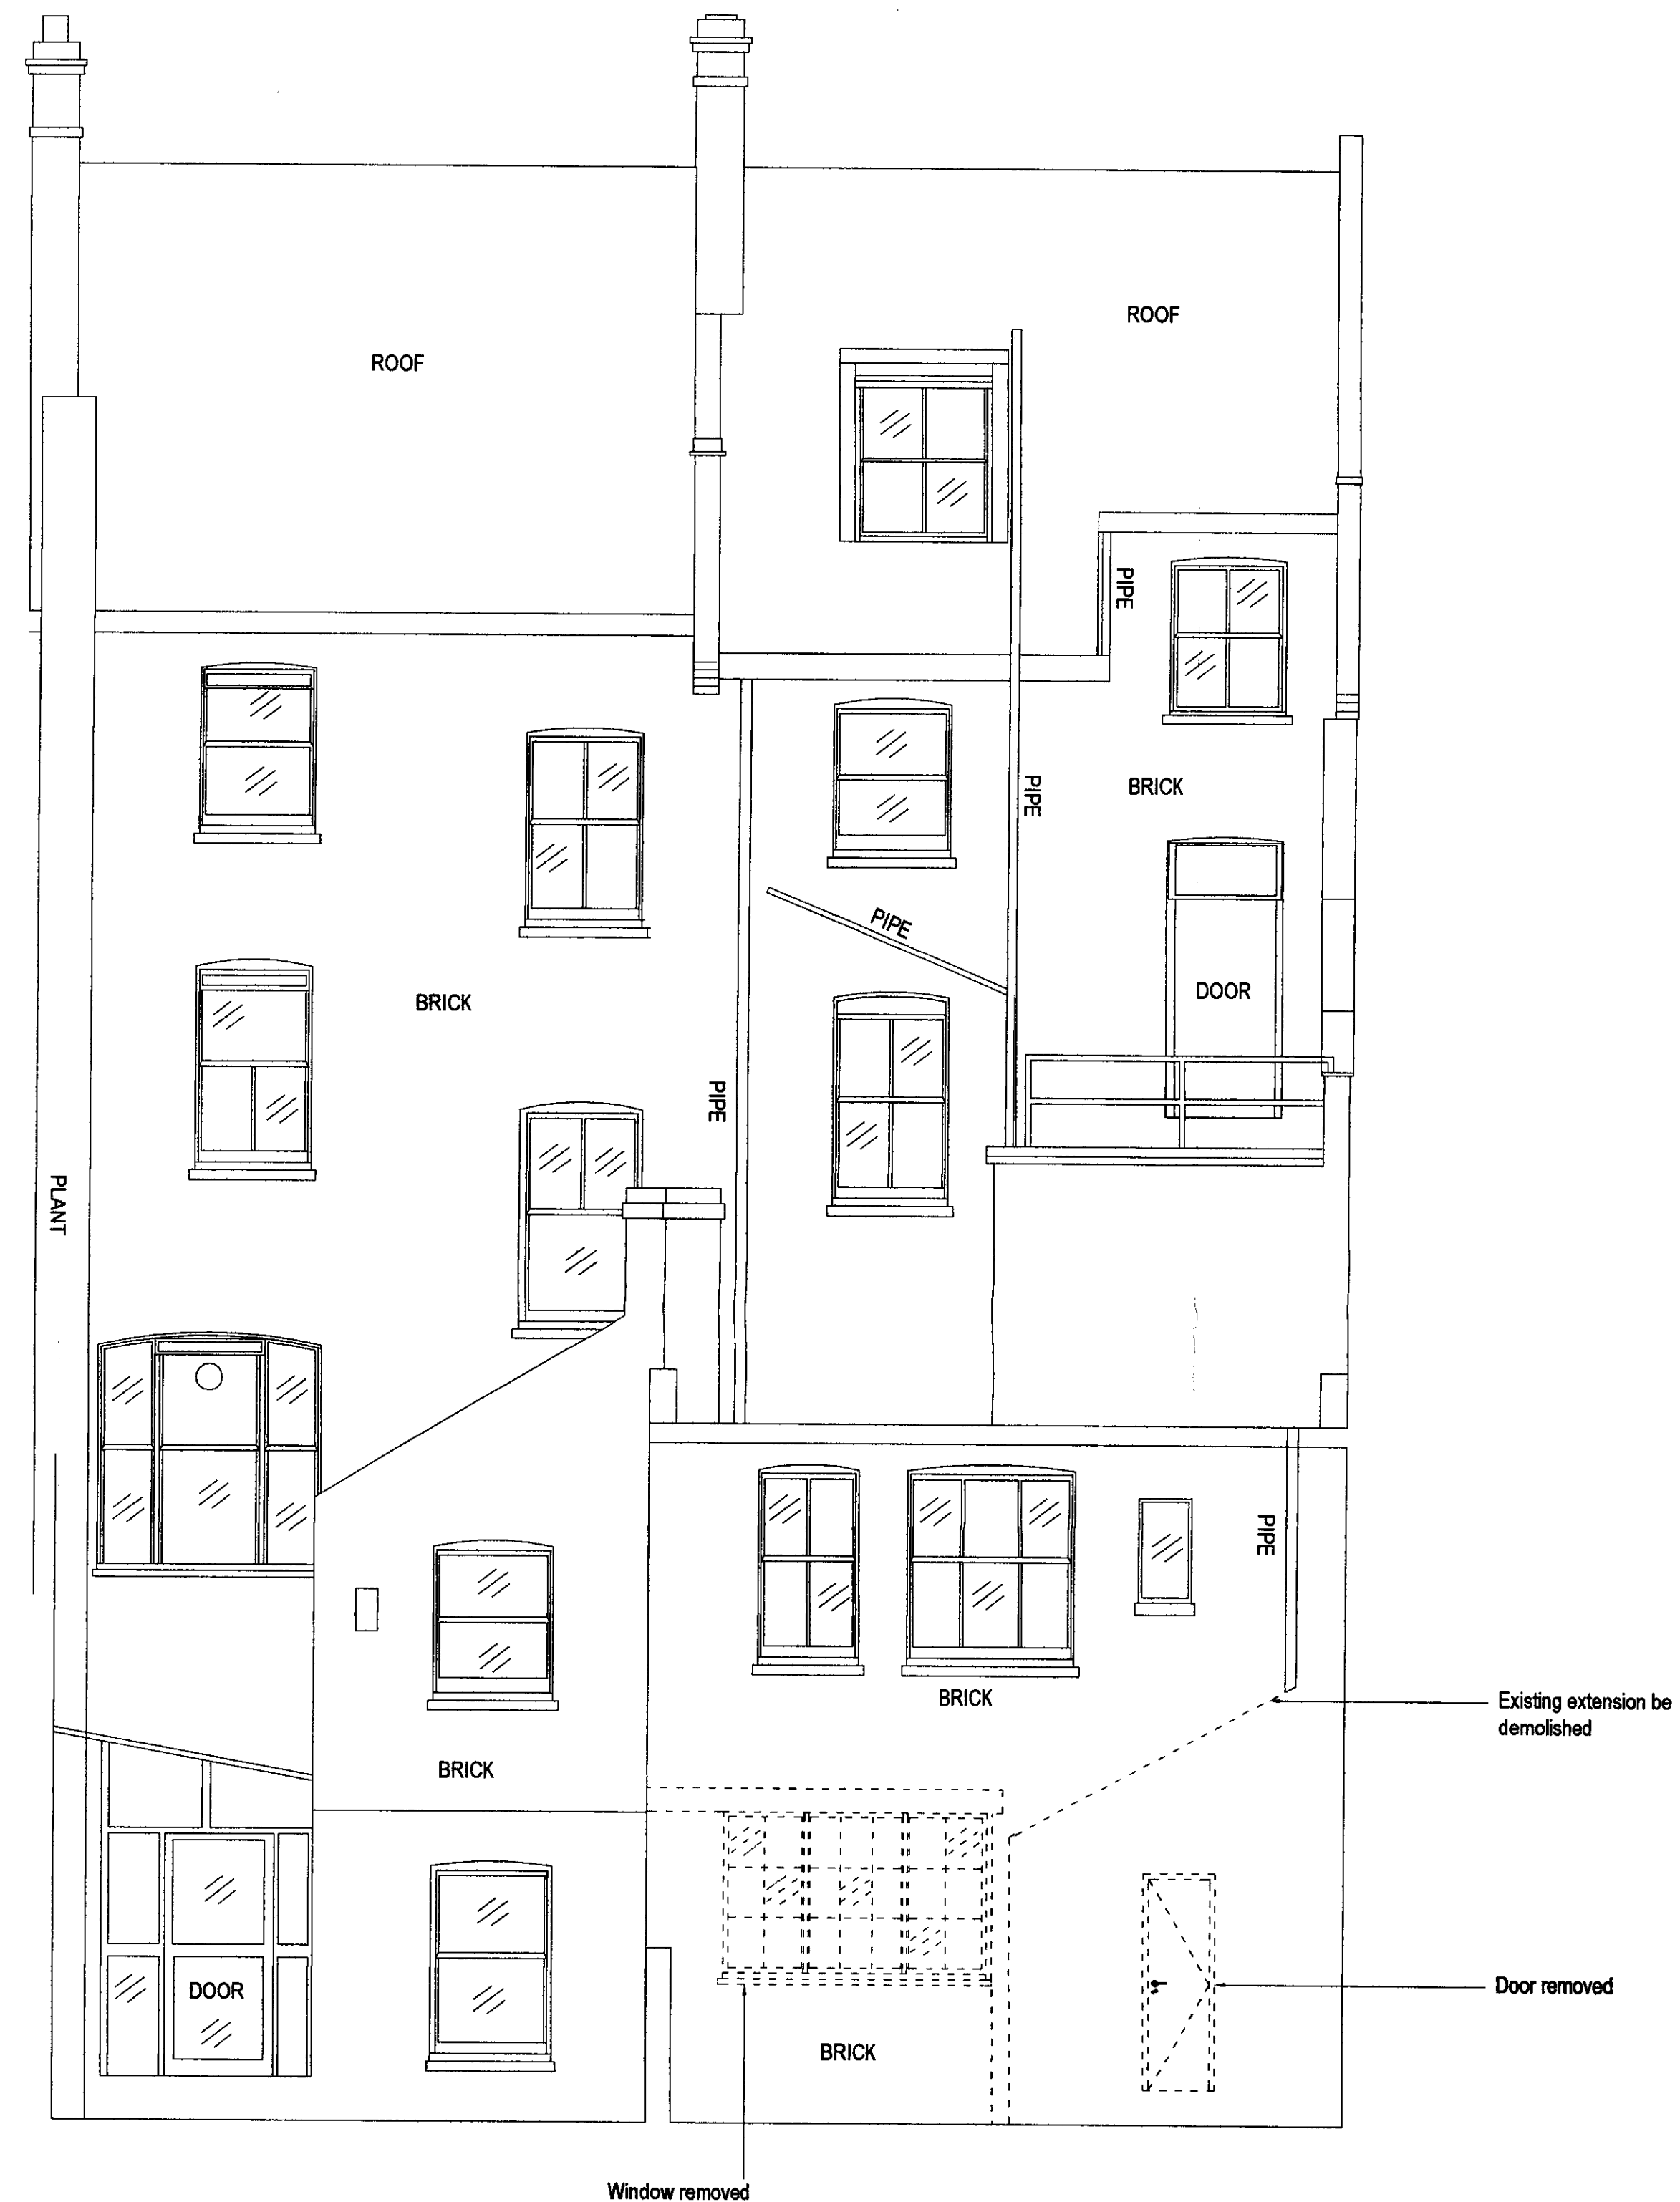 ROOF
ROOF
PIPE
BRICK
PIPE
PIPE
DOOR
BRICK
PIPE
PLANT
PIPE
BRICK
Existing extension be
demolished
BRICK
DOOR
Door removed
BRICK
Window removed